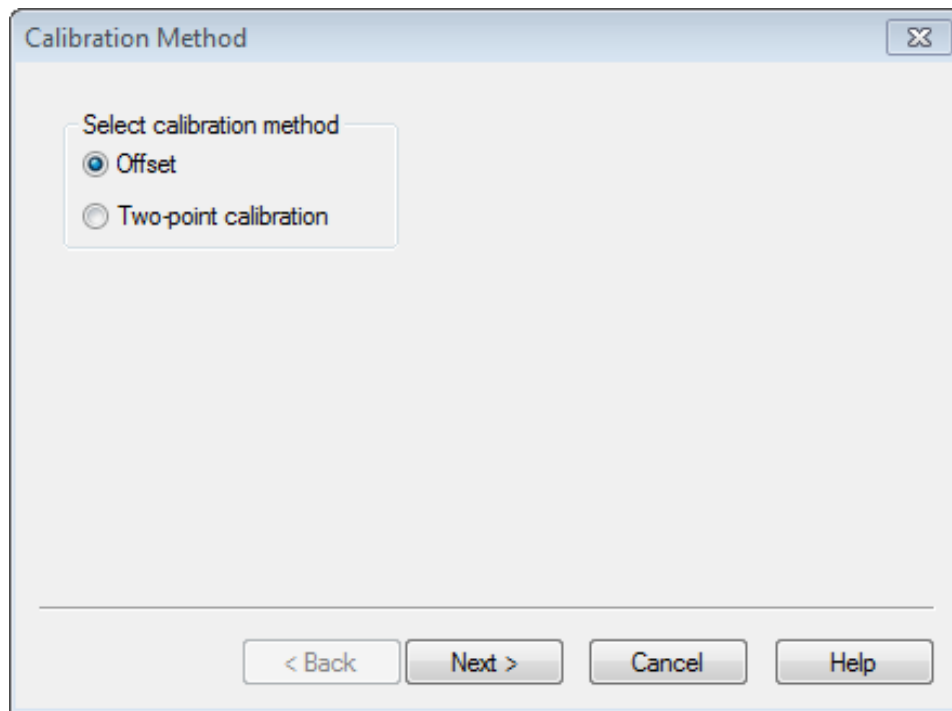 Calibration Method
Select calibration method
Offset
Two-point calibration
< Back
Next >
Cancel
Help